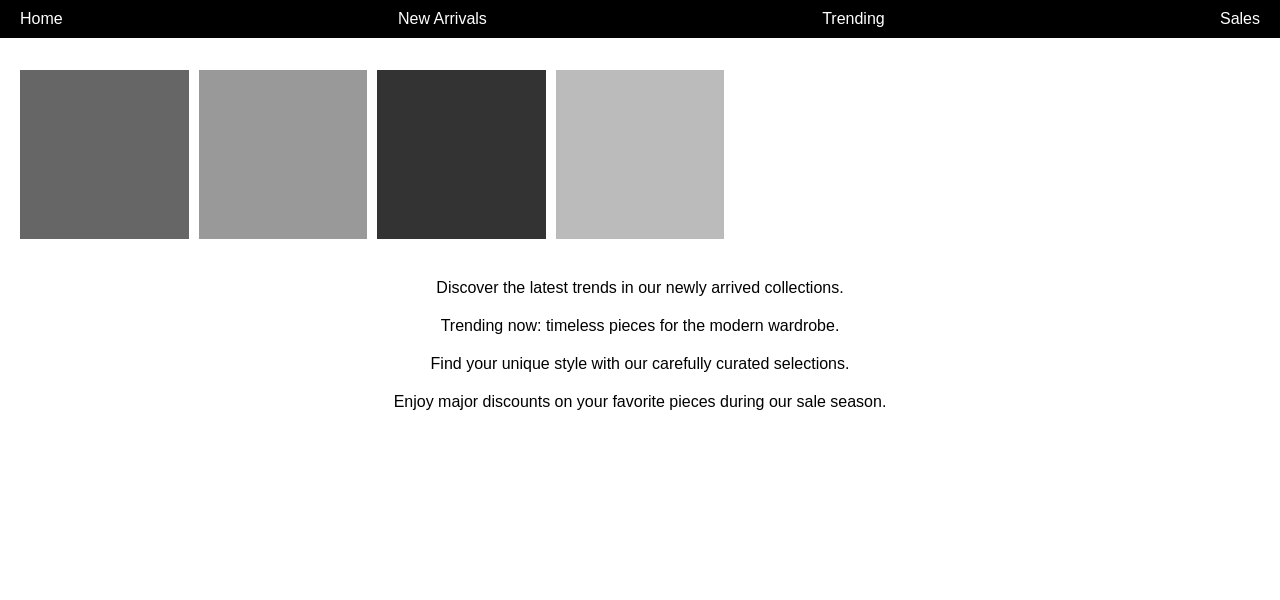 Home New Arrivals Trending Sales
Discover the latest trends in our newly arrived collections.
Trending now: timeless pieces for the modern wardrobe.
Find your unique style with our carefully curated selections.
Enjoy major discounts on your favorite pieces during our sale season.